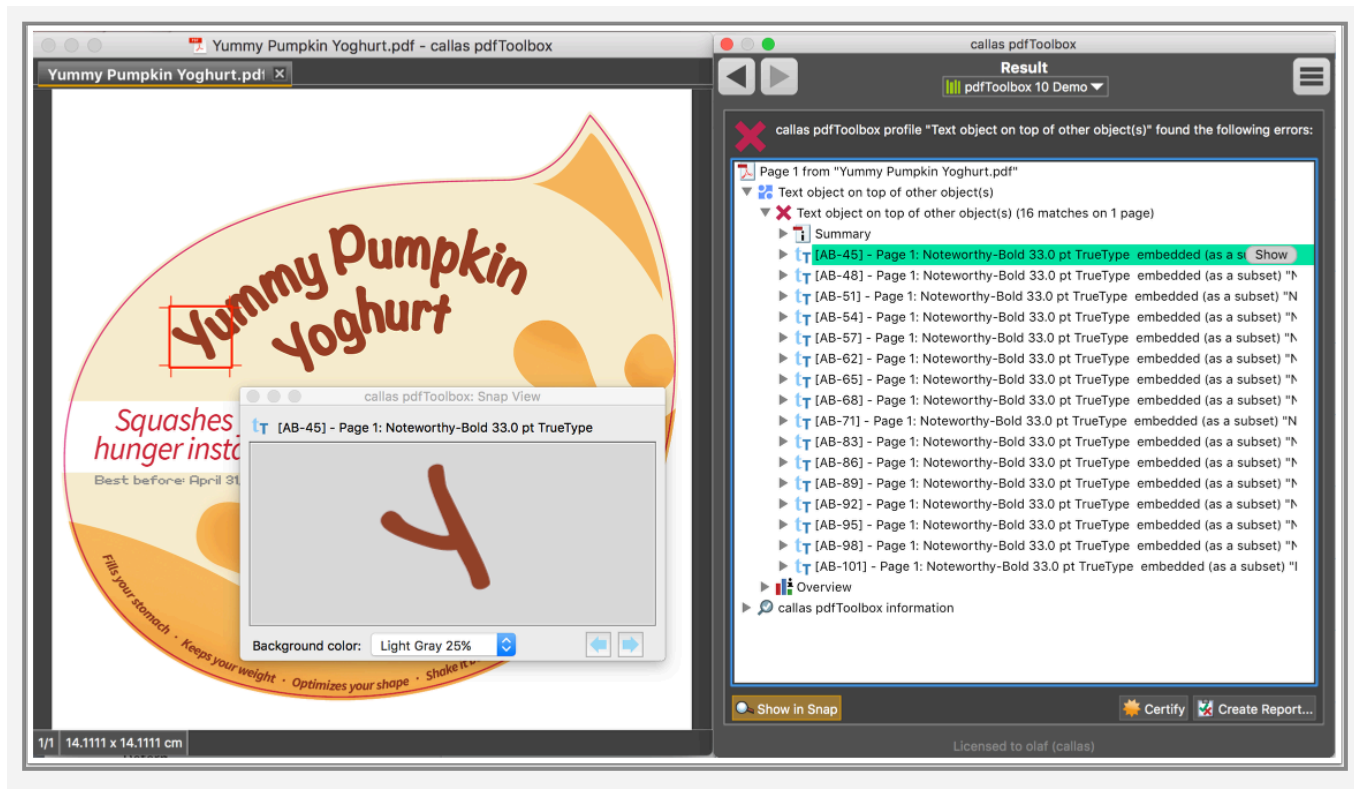 Yummy Pumpkin Yoghurt.pdf - callas pdfToolbox
Yummy Pumpkin Yoghurt.pdf
Yummy Pumpkin
Yoghurt
Squashes
hunger insta
Best before: April 31,
Fills your stomach · Keeps your weight · Optimizes your shape · Shake it
callas pdfToolbox: Snap View
[AB-45] - Page 1: Noteworthy-Bold 33.0 pt TrueType
Y
Background color: Light Gray 25%
1/1 14.1111 x 14.1111 cm
callas pdfToolbox
Result
pdfToolbox 10 Demo
callas pdfToolbox profile "Text object on top of other object(s)" found the following errors:
Page 1 from "Yummy Pumpkin Yoghurt.pdf"
Text object on top of other object(s)
Text object on top of other object(s) (16 matches on 1 page)
Summary
[AB-45] - Page 1: Noteworthy-Bold 33.0 pt TrueType embedded (as a su Show
[AB-48] - Page 1: Noteworthy-Bold 33.0 pt TrueType embedded (as a subset) "N
[AB-51] - Page 1: Noteworthy-Bold 33.0 pt TrueType embedded (as a subset) "N
[AB-54] - Page 1: Noteworthy-Bold 33.0 pt TrueType embedded (as a subset) "N
[AB-57] - Page 1: Noteworthy-Bold 33.0 pt TrueType embedded (as a subset) "N
[AB-62] - Page 1: Noteworthy-Bold 33.0 pt TrueType embedded (as a subset) "N
[AB-65] - Page 1: Noteworthy-Bold 33.0 pt TrueType embedded (as a subset) "N
[AB-68] - Page 1: Noteworthy-Bold 33.0 pt TrueType embedded (as a subset) "N
[AB-71] - Page 1: Noteworthy-Bold 33.0 pt TrueType embedded (as a subset) "N
[AB-83] - Page 1: Noteworthy-Bold 33.0 pt TrueType embedded (as a subset) "N
[AB-86] - Page 1: Noteworthy-Bold 33.0 pt TrueType embedded (as a subset) "N
[AB-89] - Page 1: Noteworthy-Bold 33.0 pt TrueType embedded (as a subset) "N
[AB-92] - Page 1: Noteworthy-Bold 33.0 pt TrueType embedded (as a subset) "N
[AB-95] - Page 1: Noteworthy-Bold 33.0 pt TrueType embedded (as a subset) "N
[AB-98] - Page 1: Noteworthy-Bold 33.0 pt TrueType embedded (as a subset) "N
[AB-101] - Page 1: Noteworthy-Bold 33.0 pt TrueType embedded (as a subset) "I
Overview
callas pdfToolbox information
Show in Snap
Certify
Create Report...
Licensed to olaf (callas)